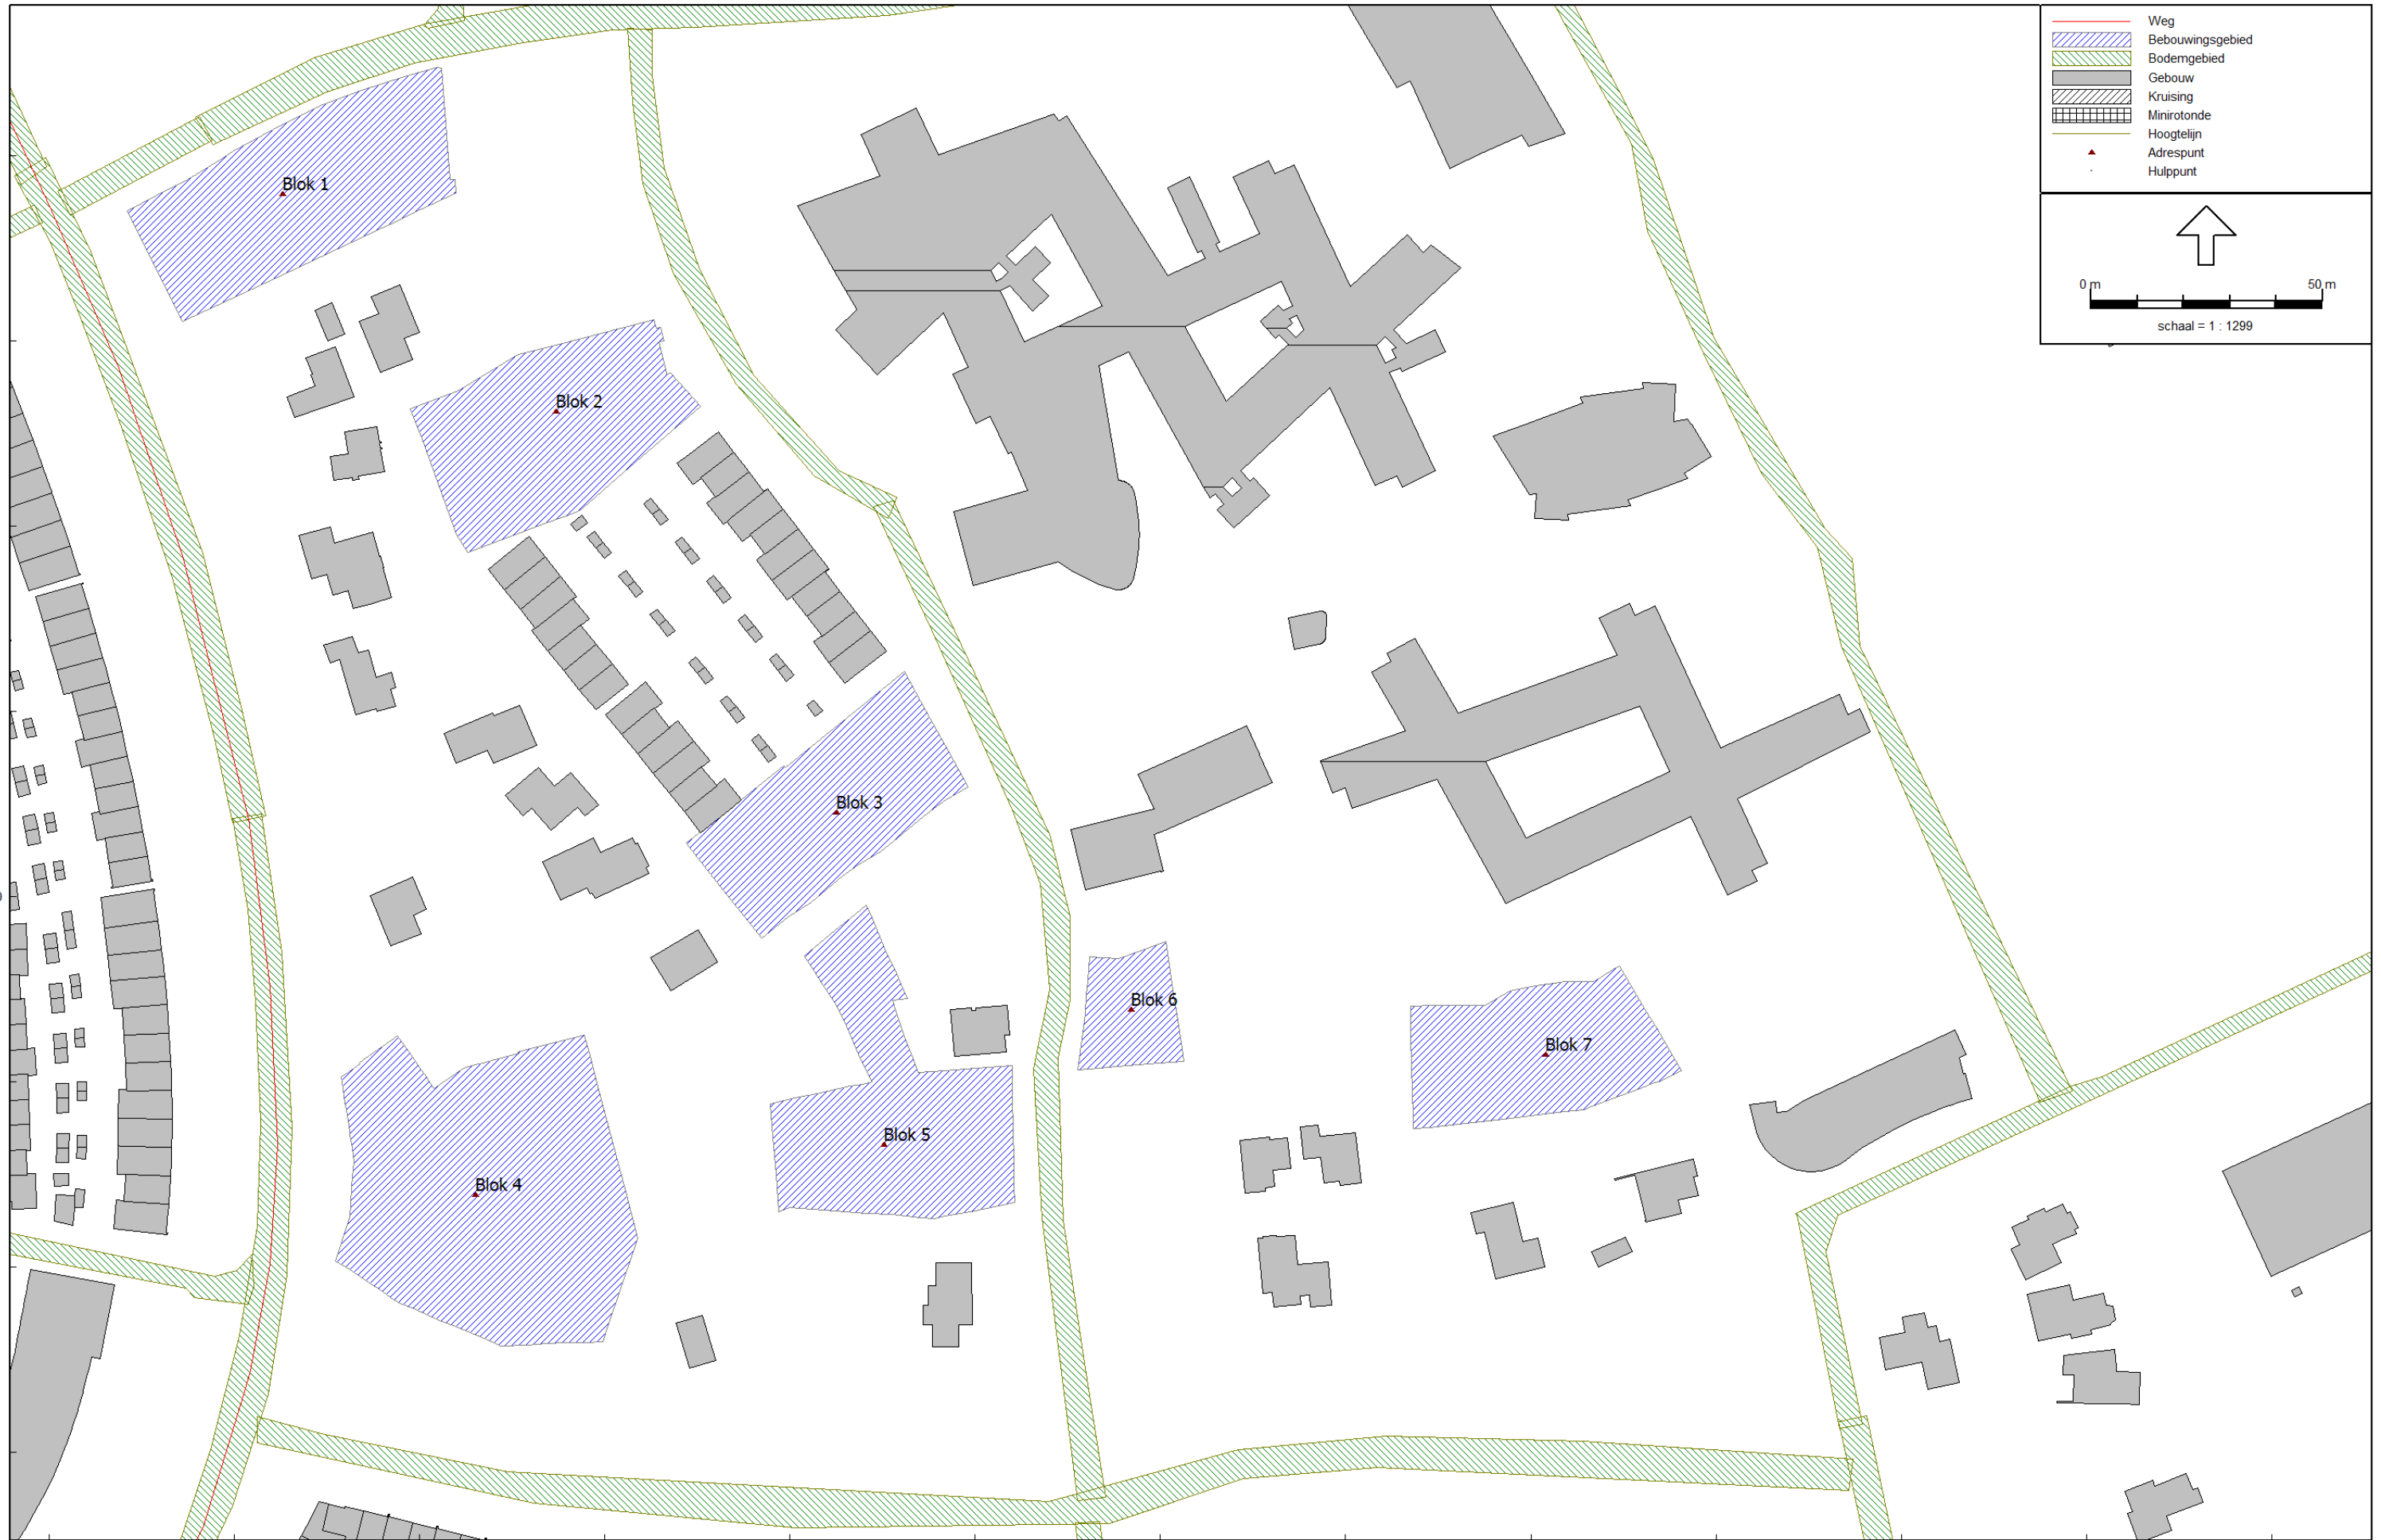 Weg
Bebouwingsgebied
Bodemgebied
Gebouw
Kruising
Minirotonde
Hoogtelijn
Adrespunt
Hulppunt
0 m 50 m
schaal = 1 : 1299
Blok 1
Blok 2
Blok 3
Blok 6
Blok 7
Blok 5
Blok 4